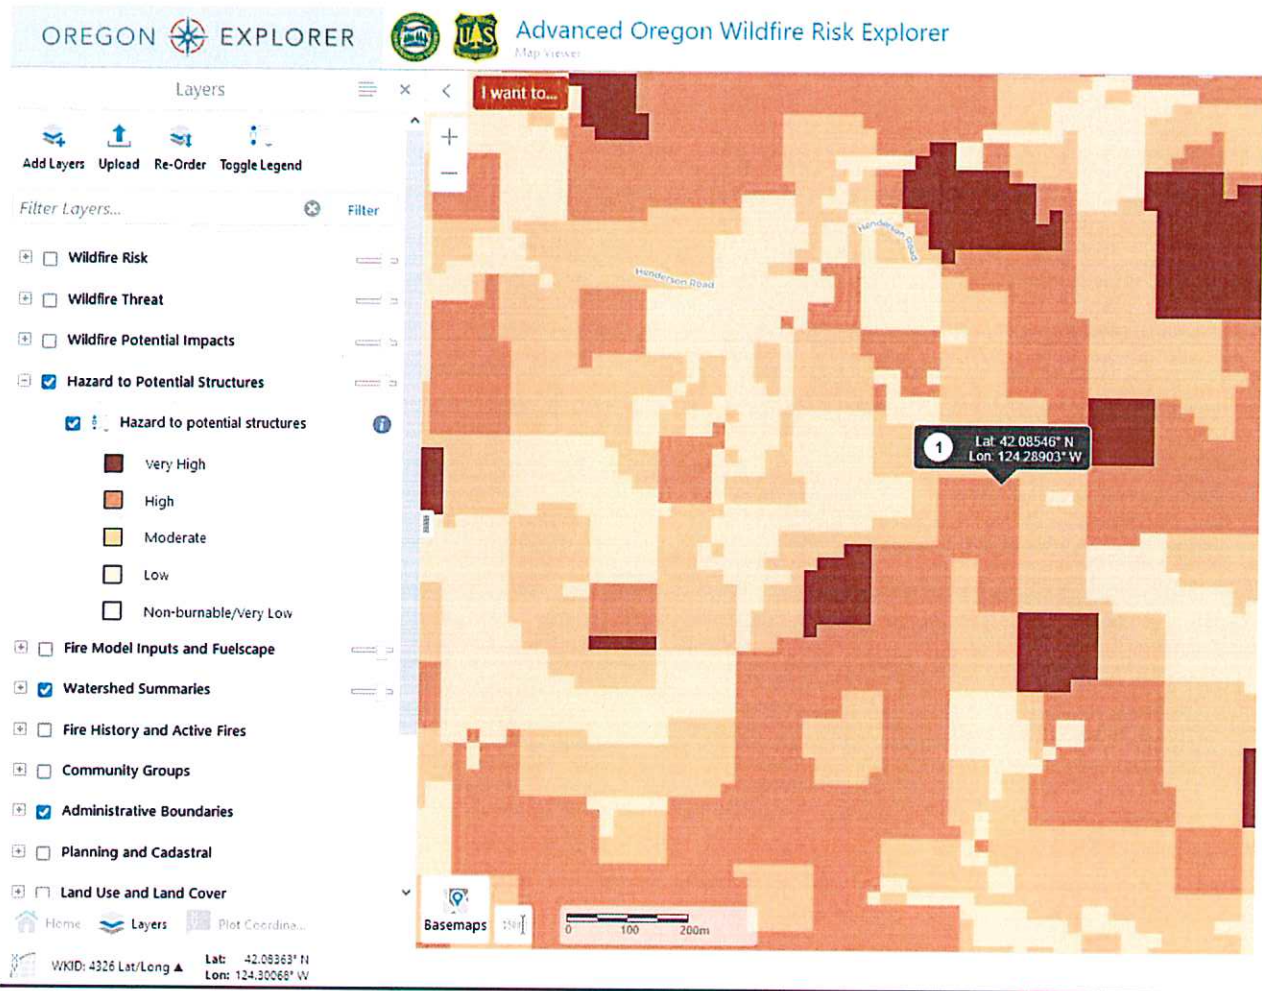 OREGON EXPLORER
Advanced Oregon Wildfire Risk Explorer
Map Viewer
Layers
I want to...
Add Layers Upload Re-Order Toggle Legend
Filter Layers... Filter
Wildfire Risk
Wildfire Threat
Wildfire Potential Impacts
Hazard to Potential Structures
Hazard to potential structures
Very High
High
Moderate
Low
Non-burnable/Very Low
Fire Model Inputs and Fuelscape
Watershed Summaries
Fire History and Active Fires
Community Groups
Administrative Boundaries
Planning and Cadastral
Land Use and Land Cover
Home Layers Plot Coordina...
WKID: 4326 Lat/Long
Lat: 42.08363° N
Lon: 124.30068° W
Henderson Road
Henderson Road
1
Lat: 42.08546° N
Lon: 124.28903° W
Basemaps
0 100 200m